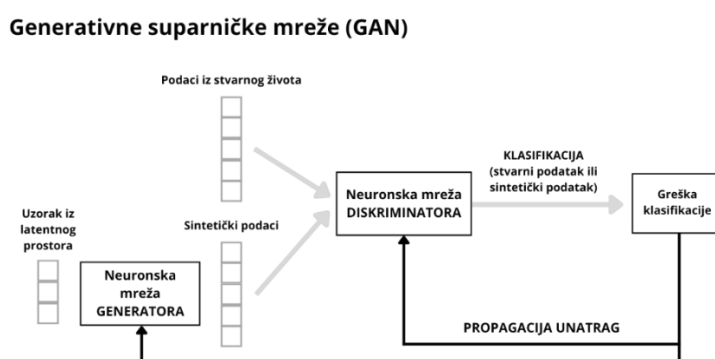 Generativne suparničke mreže (GAN)
Podaci iz stvarnog života
KLASIFIKACIJA
(stvarni podatak ili
sintetički podatak)
Neuronska mreža
DISKRIMINATORA
Greška
klasifikacije
Uzorak iz
latentnog
prostora
Sintetički podaci
Neuronska
mreža
GENERATORA
PROPAGACIJA UNATRAG